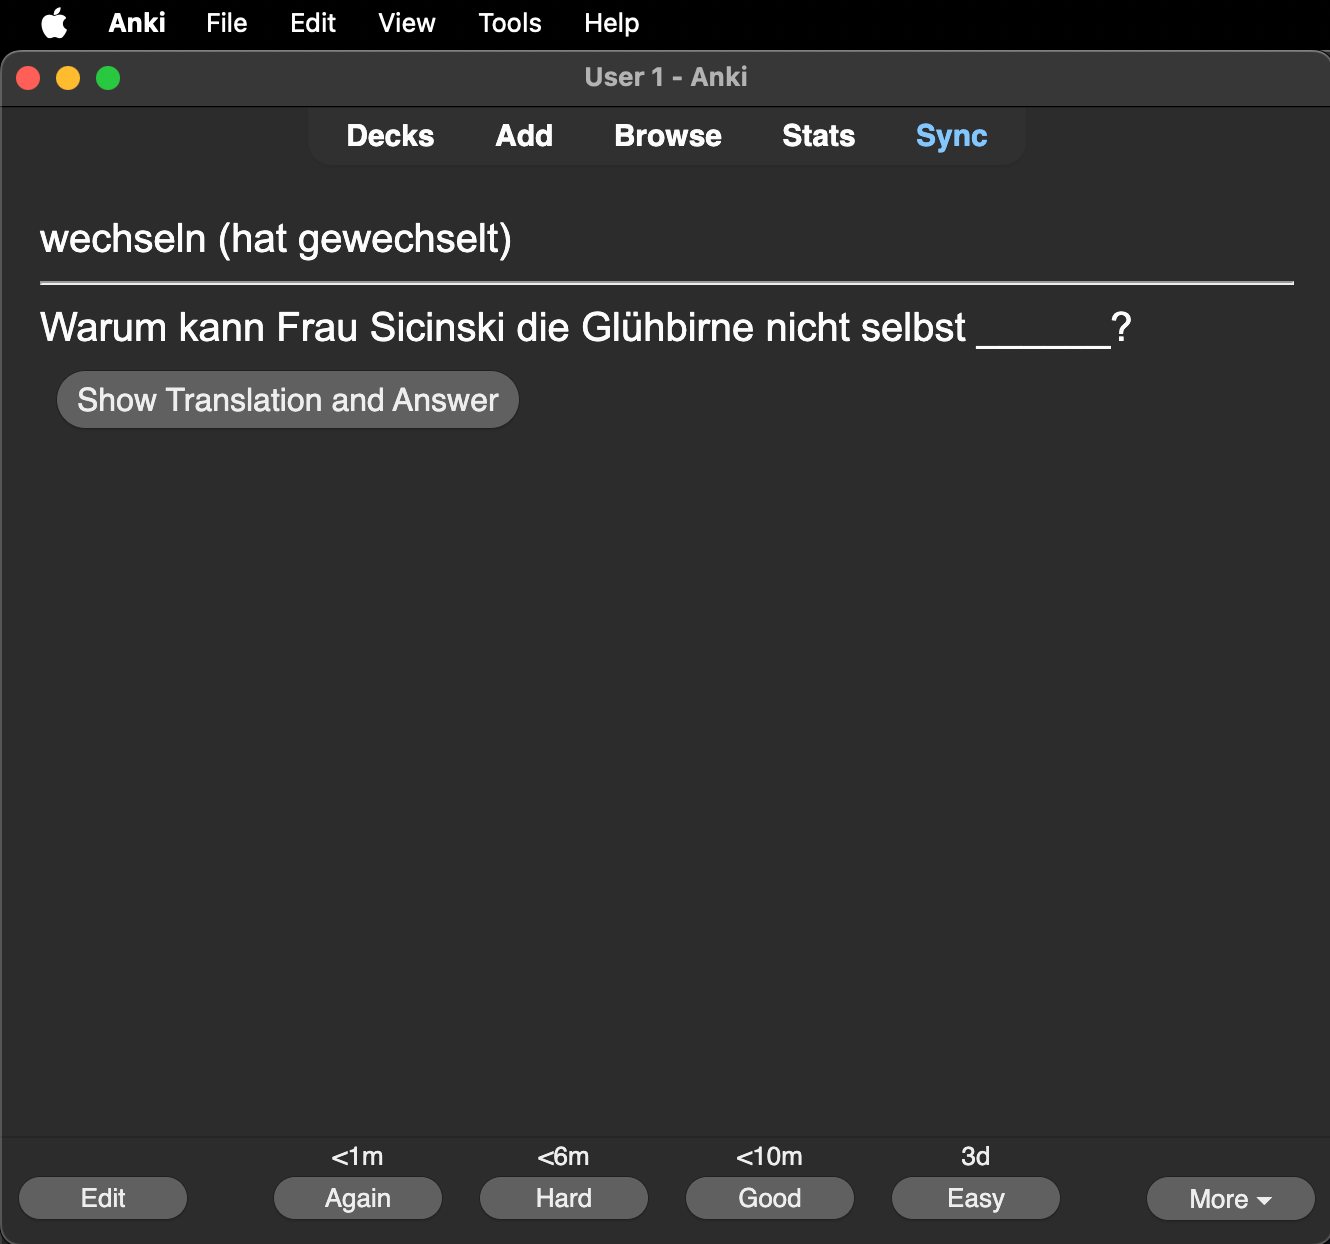 Anki File Edit View Tools Help
User 1 - Anki
Decks Add Browse Stats Sync
wechseln (hat gewechselt)
Warum kann Frau Sicinski die Glühbirne nicht selbst ______?
Show Translation and Answer
<1m <6m <10m 3d
Edit Again Hard Good Easy More